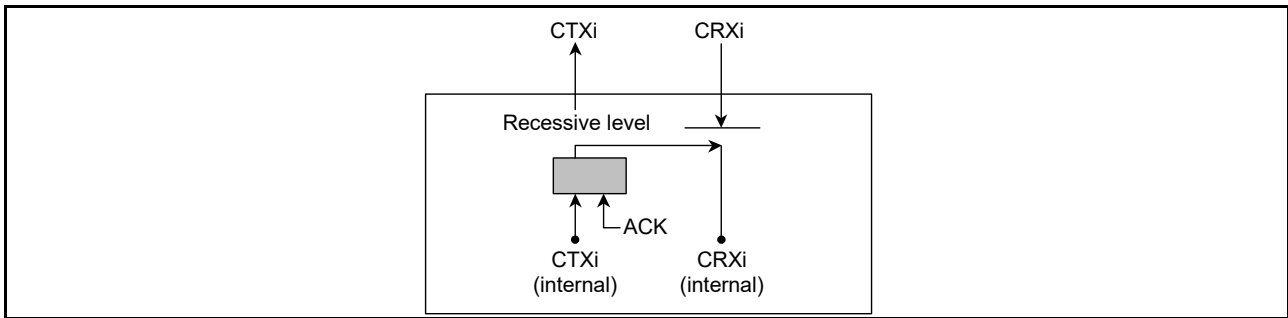 CTXi
CRXi
Recessive level
ACK
CTXi
(internal)
CRXi
(internal)